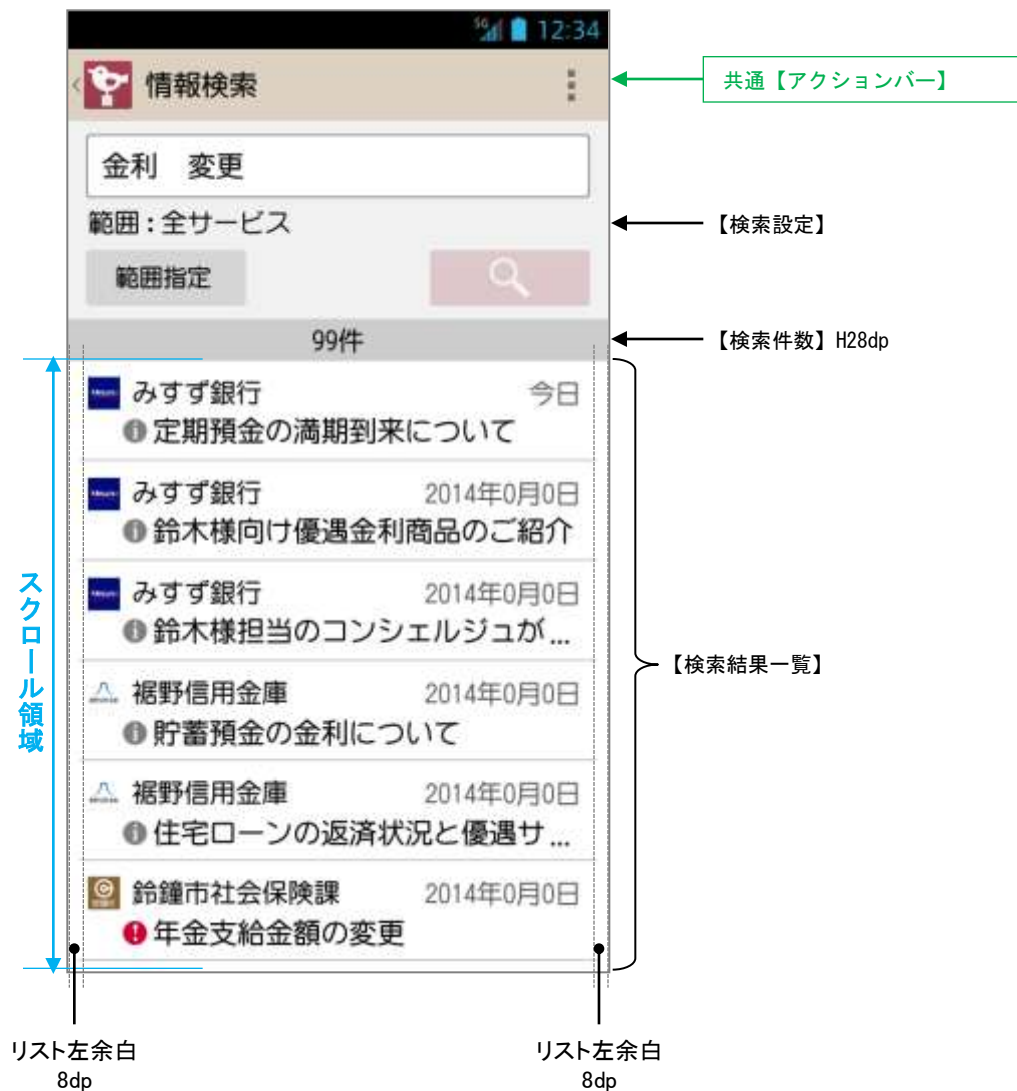 5G 12:34
情報検索
共通【アクションバー】
金利 変更
範囲:全サービス
【検索設定】
範囲指定
99件
【検索件数】H28dp
みすず銀行 今日
定期預金の満期到来について
みすず銀行 2014年0月0日
鈴木様向け優遇金利商品のご紹介
みすず銀行 2014年0月0日
鈴木様担当のコンシェルジュが...
スクロール領域
【検索結果一覧】
裾野信用金庫 2014年0月0日
貯蓄預金の金利について
裾野信用金庫 2014年0月0日
住宅ローンの返済状況と優遇サ...
鈴鐘市社会保険課 2014年0月0日
年金支給金額の変更
リスト左余白
8dp
リスト左余白
8dp